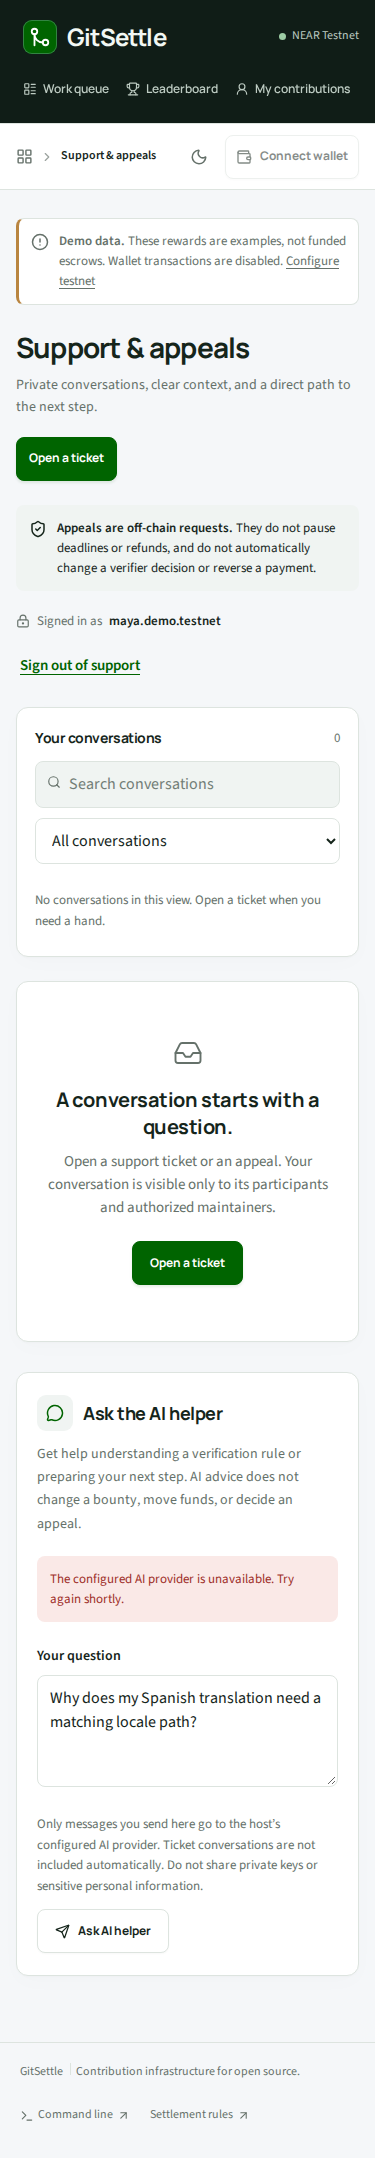 GitSettle
NEAR Testnet
Work queue
Leaderboard
My contributions
Support & appeals
Connect wallet
Demo data. These rewards are examples, not funded
escrows. Wallet transactions are disabled. Configure
testnet
Support & appeals
Private conversations, clear context, and a direct path to
the next step.
Open a ticket
Appeals are off-chain requests. They do not pause
deadlines or refunds, and do not automatically
change a verifier decision or reverse a payment.
Signed in as maya.demo.testnet
Sign out of support
Your conversations
0
Search conversations
All conversations
No conversations in this view. Open a ticket when you
need a hand.
A conversation starts with a
question.
Open a support ticket or an appeal. Your
conversation is visible only to its participants
and authorized maintainers.
Open a ticket
Ask the AI helper
Get help understanding a verification rule or
preparing your next step. AI advice does not
change a bounty, move funds, or decide an
appeal.
The configured AI provider is unavailable. Try
again shortly.
Your question
Why does my Spanish translation need a
matching locale path?
Only messages you send here go to the host's
configured AI provider. Ticket conversations are not
included automatically. Do not share private keys or
sensitive personal information.
Ask AI helper
GitSettle
Contribution infrastructure for open source.
Command line
Settlement rules